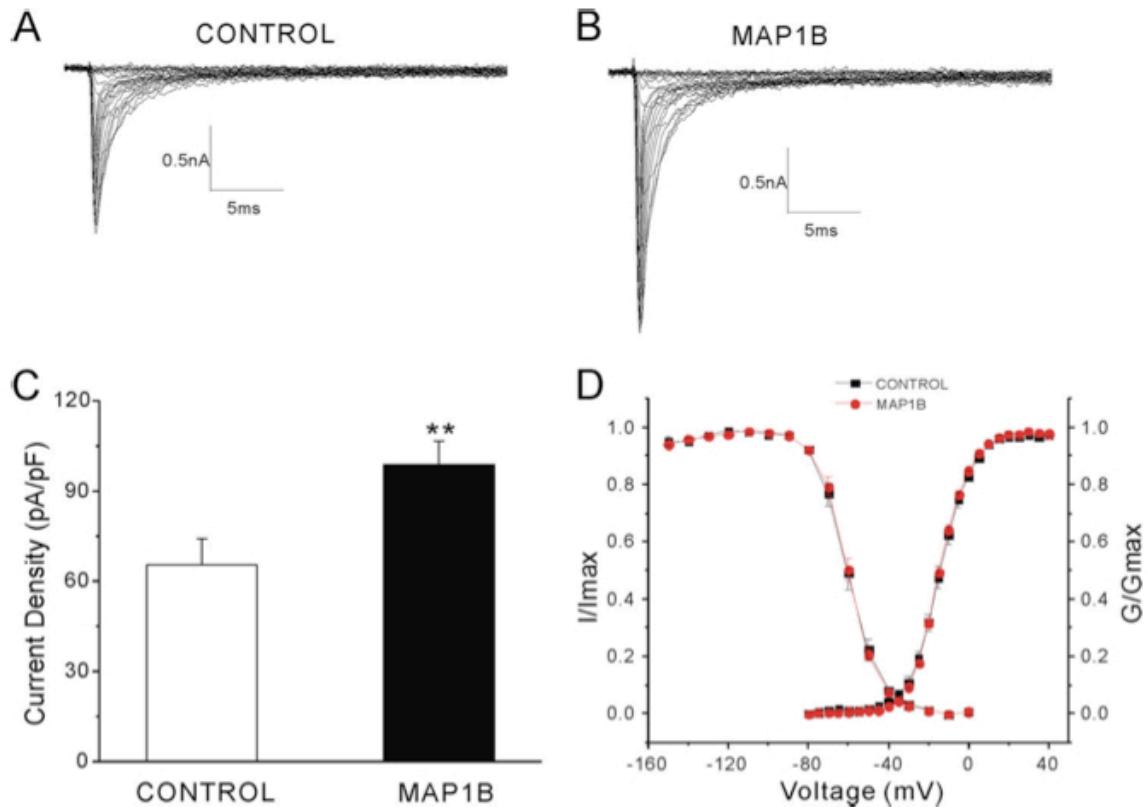 A
CONTROL
0.5nA
5ms
B
MAP1B
0.5nA
5ms
C
Current Density (pA/pF)
120
90
60
30
0
**
CONTROL
MAP1B
D
CONTROL
MAP1B
I/Imax
1.0
0.8
0.6
0.4
0.2
0.0
G/Gmax
1.0
0.8
0.6
0.4
0.2
0.0
-160 -120 -80 -40 0 40
Voltage (mV)